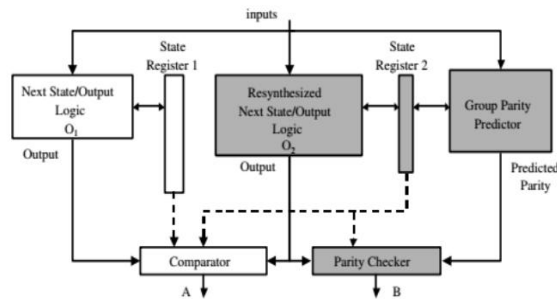 inputs
State
Register 1
State
Register 2
Next State/Output
Logic
O₁
Resynthesized
Next State/Output
Logic
O₂
Group Parity
Predictor
Output
Output
Predicted
Parity
Comparator
Parity Checker
A
B